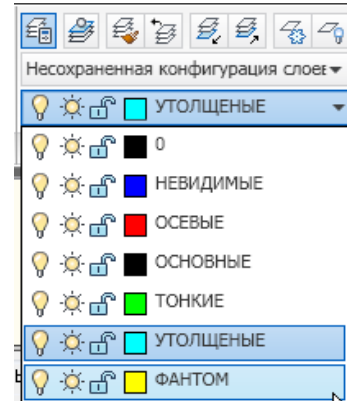 Несохраненная конфигурация слоев
УТОЛЩЕНЫЕ
0
НЕВИДИМЫЕ
ОСЕВЫЕ
ОСНОВНЫЕ
ТОНКИЕ
УТОЛЩЕНЫЕ
ФАНТОМ